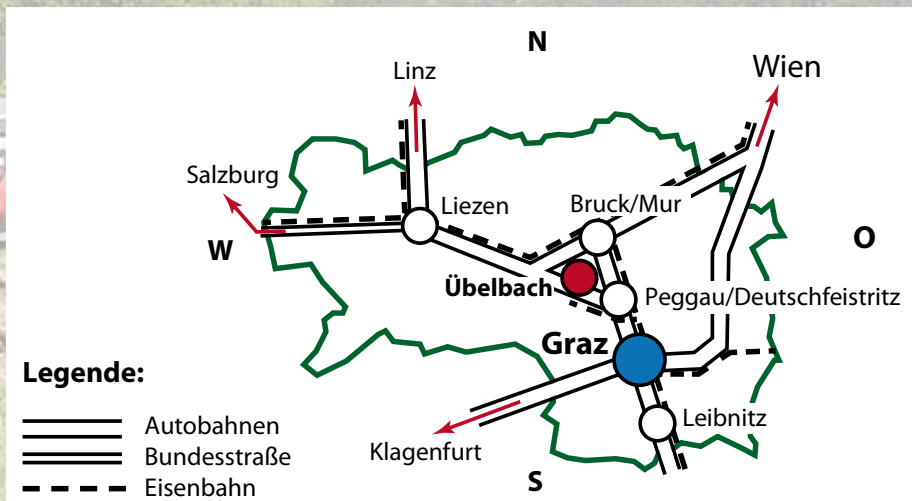 N
Linz
Wien
Salzburg
Liezen
Bruck/Mur
W
O
Übelbach
Peggau/Deutschfeistritz
Graz
Legende:
Leibnitz
Autobahnen
Klagenfurt
Bundesstraße
S
Eisenbahn